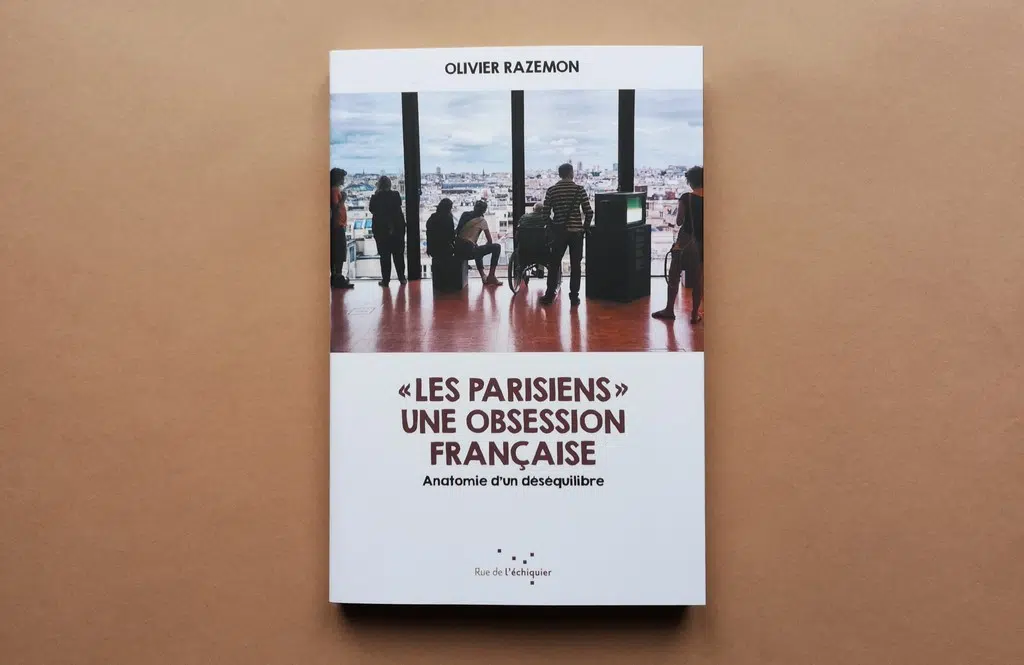 OLIVIER RAZEMON
« LES PARISIENS »
UNE OBSESSION
FRANÇAISE
Anatomie d'un déséquilibre
Rue de l'échiquier